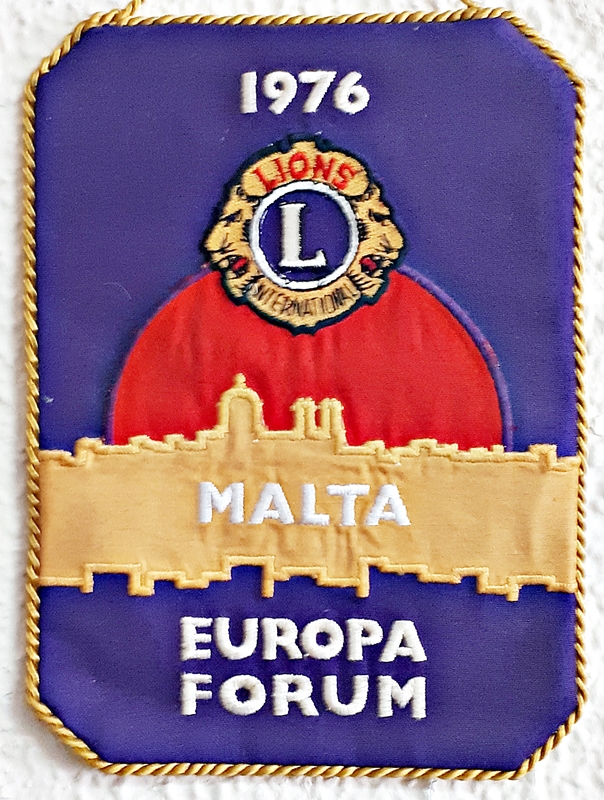 1976
LIONS
L
INTERNATIONAL
MALTA
EUROPA
FORUM